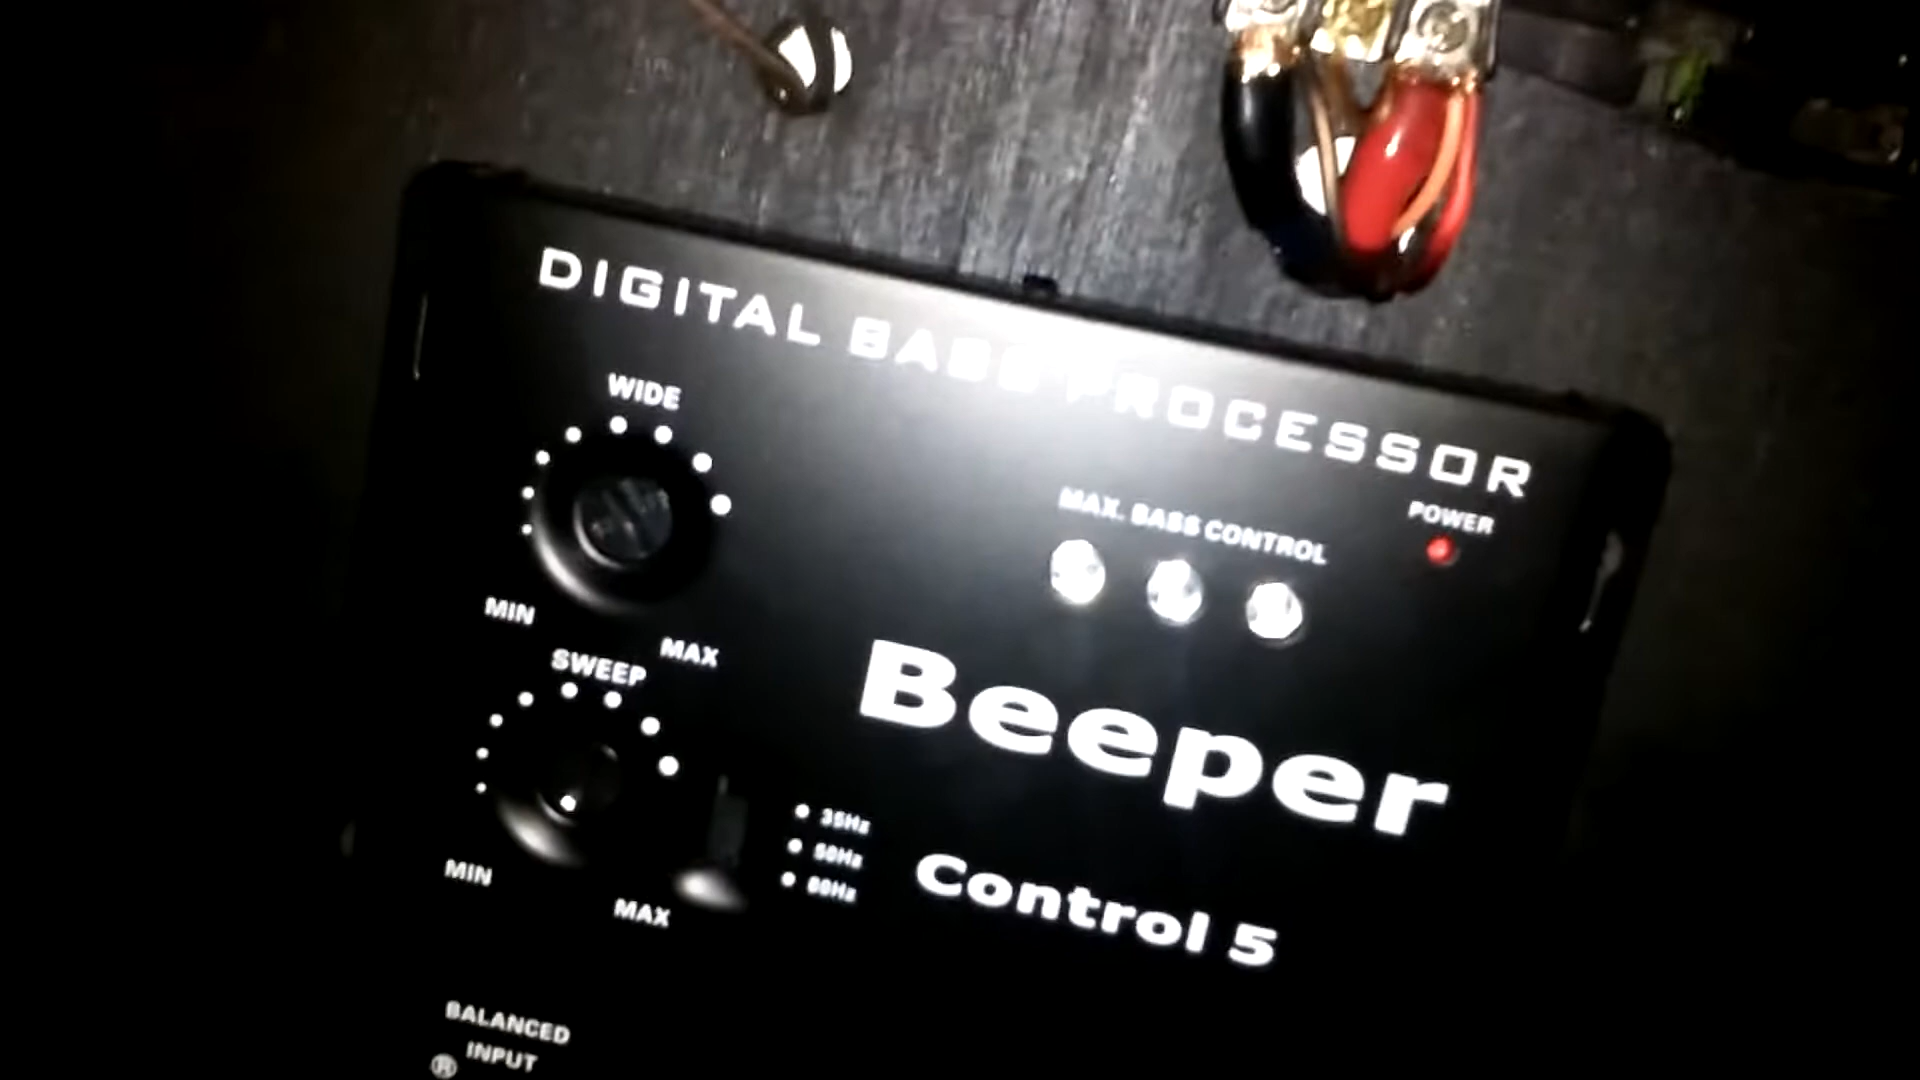 DIGITAL BASS PROCESSOR
WIDE
MIN
MAX
MAX. BASS CONTROL
POWER
SWEEP
MIN
MAX
35Hz
50Hz
60Hz
Beeper
Control 5
BALANCED
INPUT
®